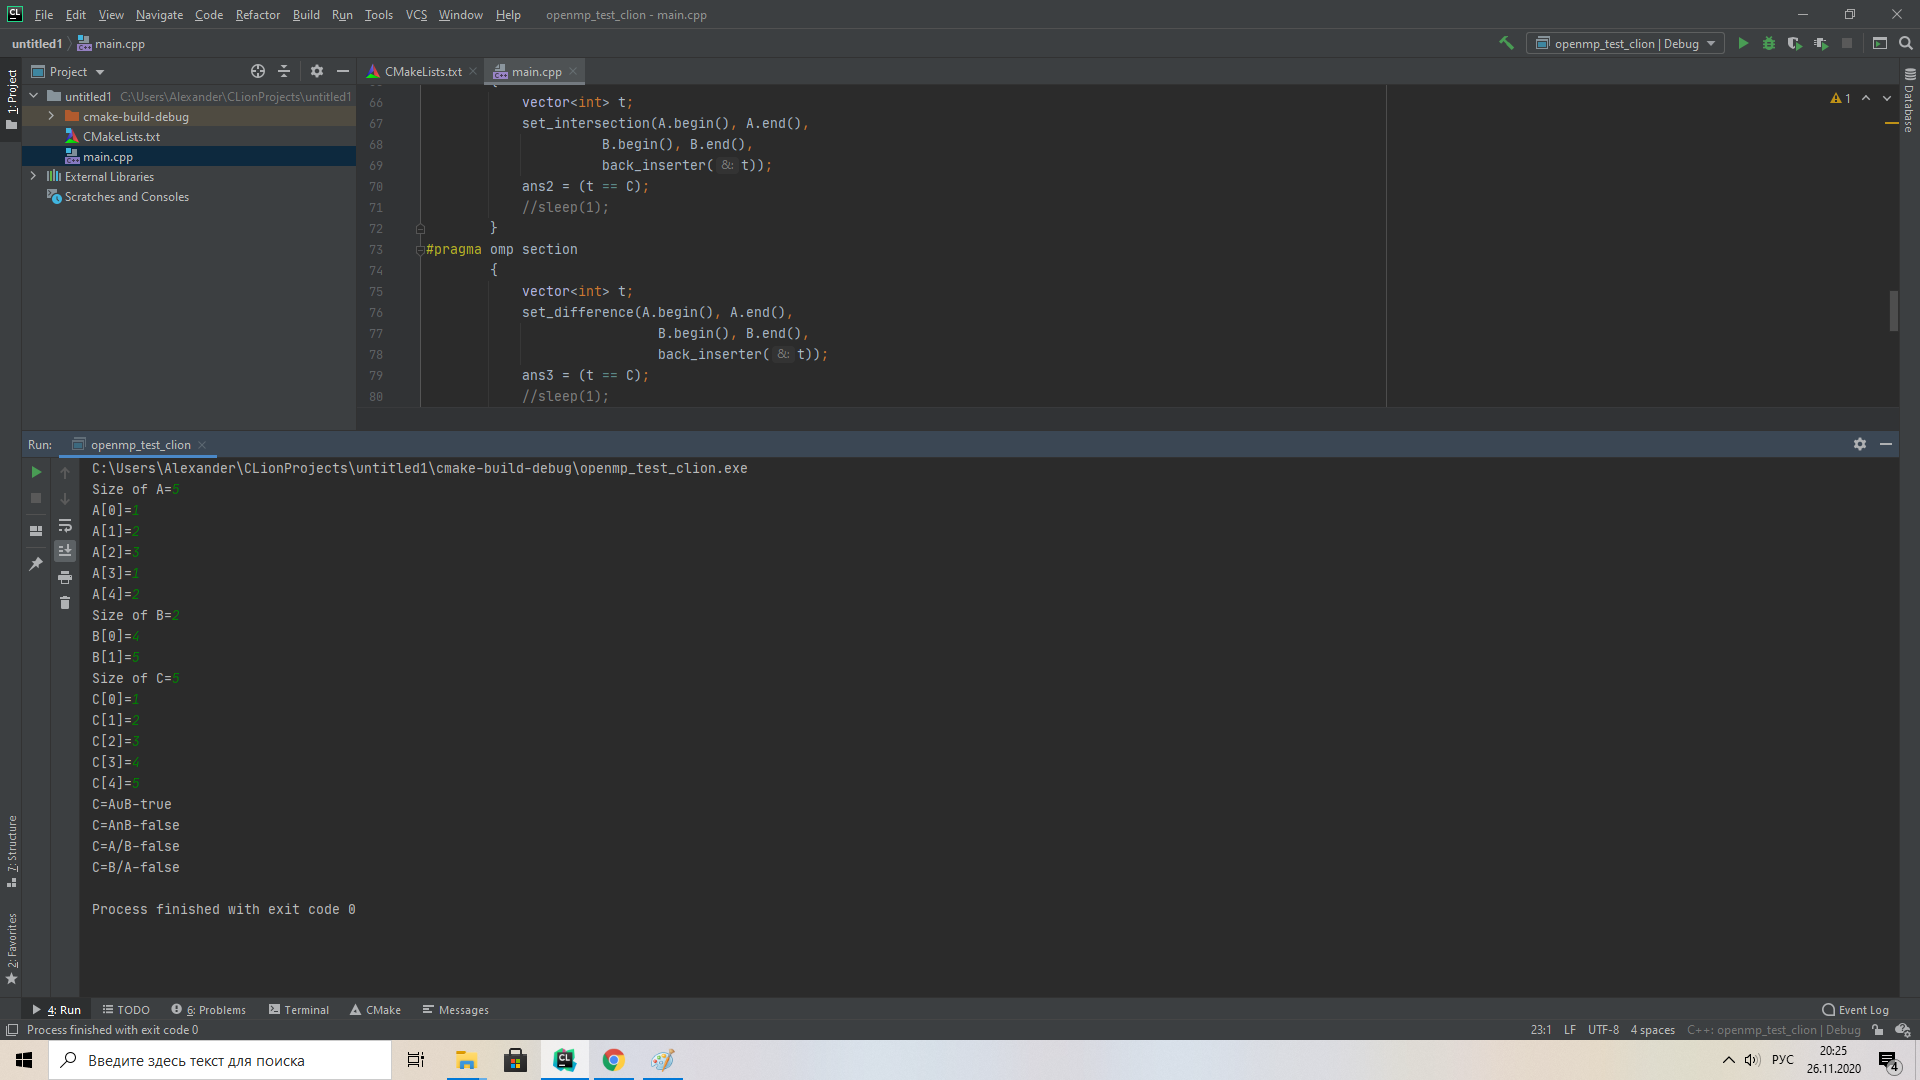 CL File Edit View Navigate Code Refactor Build Run Tools VCS Window Help openmp_test_clion - main.cpp
untitled1 main.cpp openmp_test_clion | Debug
Project CMakeLists.txt main.cpp
1: Project
untitled1 C:\Users\Alexander\CLionProjects\untitled1
cmake-build-debug
CMakeLists.txt
main.cpp
External Libraries
Scratches and Consoles
1
Database
66 vector<int> t;
67 set_intersection(A.begin(), A.end(),
68 B.begin(), B.end(),
69 back_inserter( &: t));
70 ans2 = (t == C);
71 //sleep(1);
72 }
73 #pragma omp section
74 {
75 vector<int> t;
76 set_difference(A.begin(), A.end(),
77 B.begin(), B.end(),
78 back_inserter( &: t));
79 ans3 = (t == C);
80 //sleep(1);
Run: openmp_test_clion
C:\Users\Alexander\CLionProjects\untitled1\cmake-build-debug\openmp_test_clion.exe
Size of A=5
A[0]=1
A[1]=2
A[2]=3
A[3]=1
A[4]=2
Size of B=2
B[0]=4
B[1]=5
Size of C=5
C[0]=1
C[1]=2
C[2]=3
C[3]=4
C[4]=5
C=AuB-true
C=AnB-false
C=A/B-false
C=B/A-false
Process finished with exit code 0
7: Structure
2: Favorites
4: Run TODO 6: Problems Terminal CMake Messages Event Log
Process finished with exit code 0 23:1 LF UTF-8 4 spaces C++: openmp_test_clion | Debug
Введите здесь текст для поиска
CL
РУС
20:25
26.11.2020
4